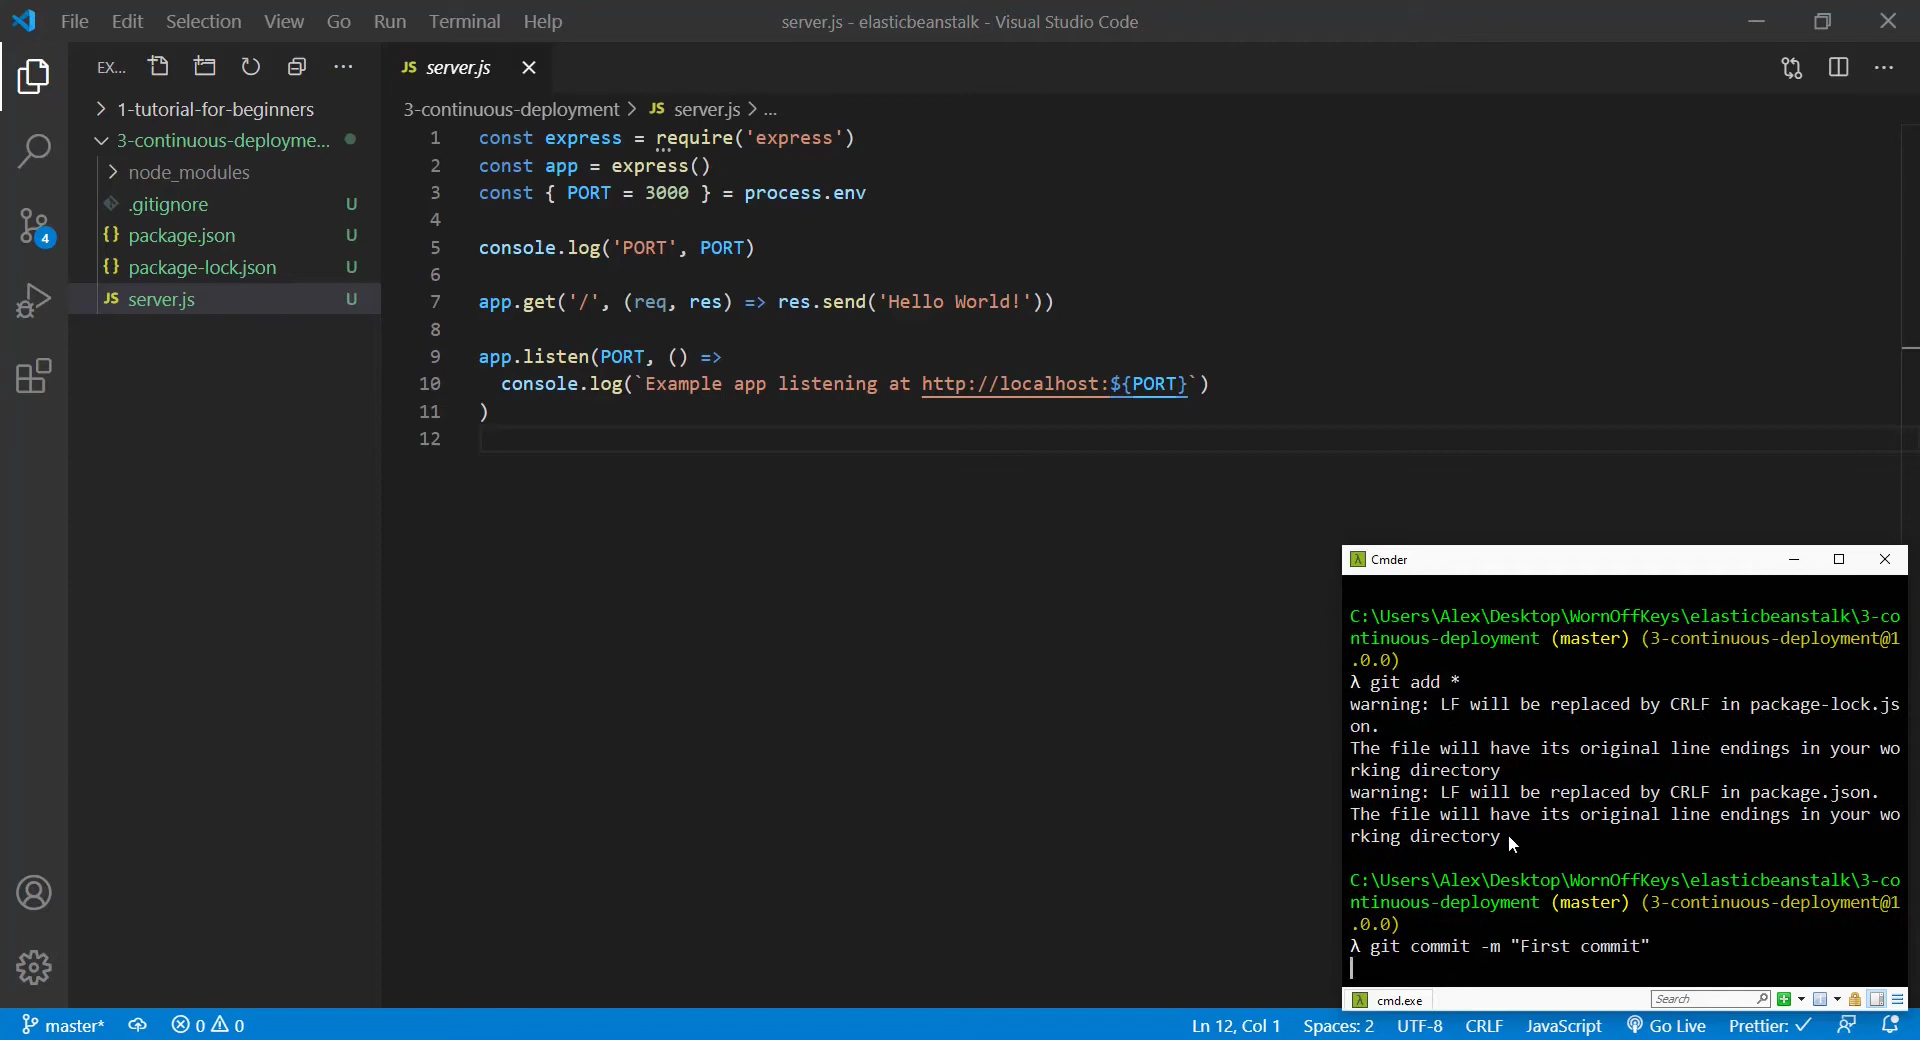 File Edit Selection View Go Run Terminal Help
server.js - elasticbeanstalk - Visual Studio Code
EX...
1-tutorial-for-beginners
3-continuous-deployme...
node_modules
.gitignore U
{} package.json U
{} package-lock.json U
JS server.js U
4
JS server.js
3-continuous-deployment > JS server.js > ...
1 const express = require('express')
2 const app = express()
3 const { PORT = 3000 } = process.env
4
5 console.log('PORT', PORT)
6
7 app.get('/', (req, res) => res.send('Hello World!'))
8
9 app.listen(PORT, () =>
10 console.log(`Example app listening at http://localhost:${PORT}`)
11 )
12
Cmder
C:\Users\Alex\Desktop\WornOffKeys\elasticbeanstalk\3-co
ntinuous-deployment (master) (3-continuous-deployment@1
.0.0)
λ git add *
warning: LF will be replaced by CRLF in package-lock.js
on.
The file will have its original line endings in your wo
rking directory
warning: LF will be replaced by CRLF in package.json.
The file will have its original line endings in your wo
rking directory
C:\Users\Alex\Desktop\WornOffKeys\elasticbeanstalk\3-co
ntinuous-deployment (master) (3-continuous-deployment@1
.0.0)
λ git commit -m "First commit"
λ cmd.exe
Search
master* 0 0
Ln 12, Col 1 Spaces: 2 UTF-8 CRLF JavaScript Go Live Prettier: ✓